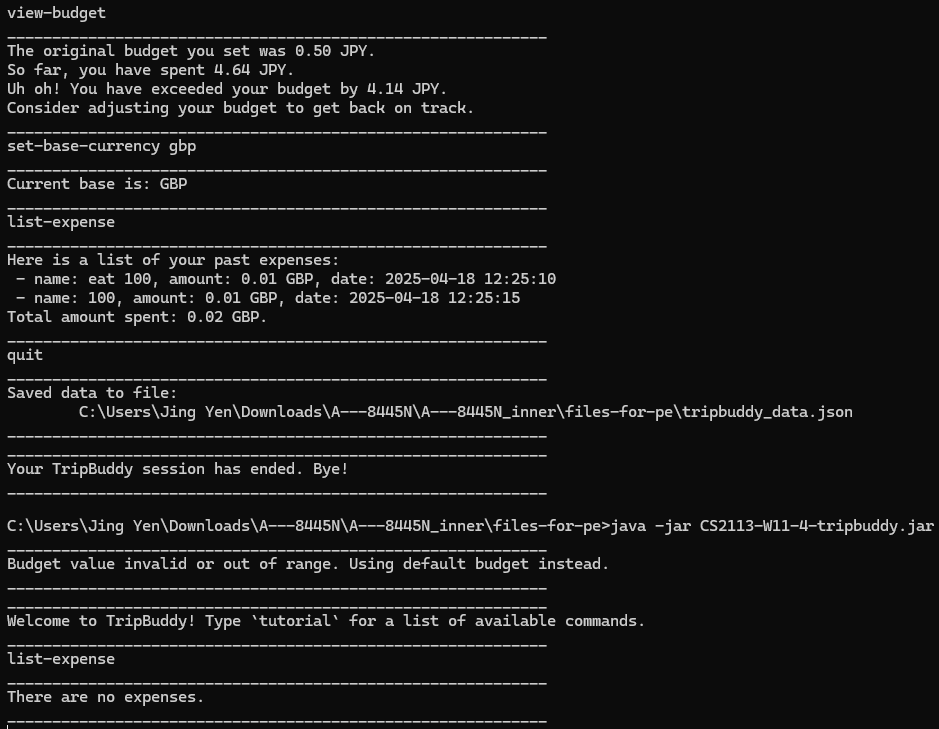 view-budget
____________________________________________________________
The original budget you set was 0.50 JPY.
So far, you have spent 4.64 JPY.
Uh oh! You have exceeded your budget by 4.14 JPY.
Consider adjusting your budget to get back on track.
____________________________________________________________
set-base-currency gbp
____________________________________________________________
Current base is: GBP
____________________________________________________________
list-expense
____________________________________________________________
Here is a list of your past expenses:
 - name: eat 100, amount: 0.01 GBP, date: 2025-04-18 12:25:10
 - name: 100, amount: 0.01 GBP, date: 2025-04-18 12:25:15
Total amount spent: 0.02 GBP.
____________________________________________________________
quit
____________________________________________________________
Saved data to file:
        C:\Users\Jing Yen\Downloads\A---8445N\A---8445N_inner\files-for-pe\tripbuddy_data.json
____________________________________________________________
____________________________________________________________
Your TripBuddy session has ended. Bye!
____________________________________________________________

C:\Users\Jing Yen\Downloads\A---8445N\A---8445N_inner\files-for-pe>java -jar CS2113-W11-4-tripbuddy.jar
____________________________________________________________
Budget value invalid or out of range. Using default budget instead.
____________________________________________________________
____________________________________________________________
Welcome to TripBuddy! Type `tutorial` for a list of available commands.
____________________________________________________________
list-expense
____________________________________________________________
There are no expenses.
____________________________________________________________